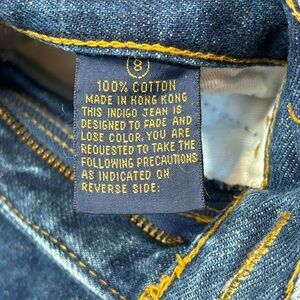 8
100% COTTON
MADE IN HONG KONG
THIS INDIGO JEAN IS
DESIGNED TO FADE AND
LOSE COLOR. YOU ARE
REQUESTED TO TAKE THE
FOLLOWING PRECAUTIONS
AS INDICATED ON
REVERSE SIDE: